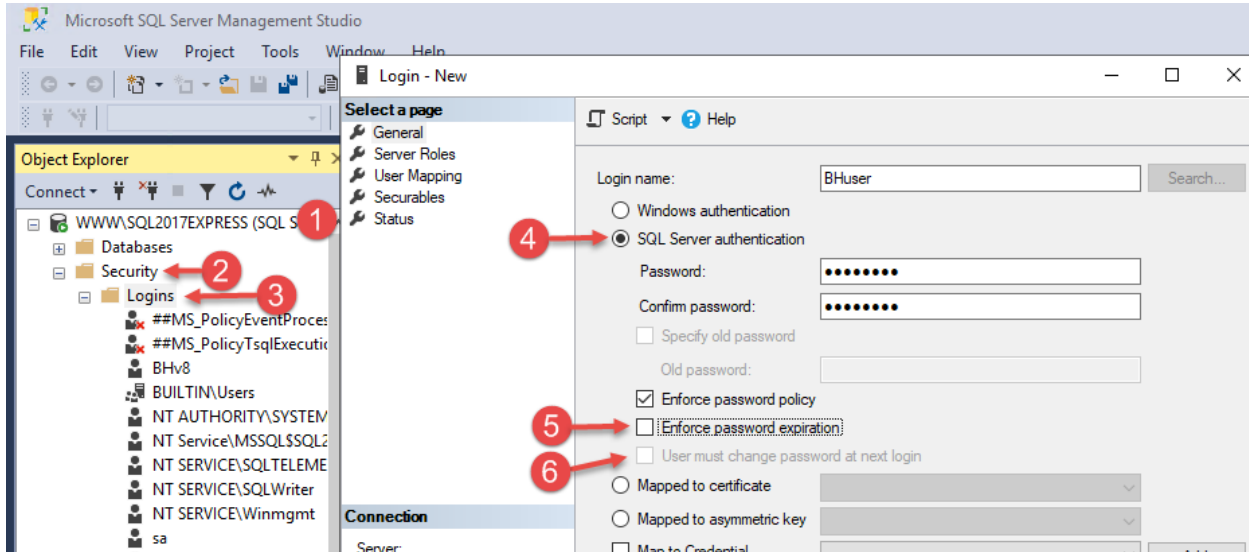 Microsoft SQL Server Management Studio
File Edit View Project Tools Window Help
Login - New
Select a page
General
Server Roles
User Mapping
Securables
Status
Connection
Server:
Object Explorer
Connect
WWW\SQL2017EXPRESS (SQL S
1
Databases
Security 2
Logins 3
##MS_PolicyEventProces
##MS_PolicyTsqlExecutio
BHv8
BUILTIN\Users
NT AUTHORITY\SYSTEM
NT Service\MSSQL$SQL2
NT SERVICE\SQLTELEME
NT SERVICE\SQLWriter
NT SERVICE\Winmgmt
sa
Script Help
Login name: BHuser Search...
Windows authentication
4 SQL Server authentication
Password: ●●●●●●●●
Confirm password: ●●●●●●●●
Specify old password
Old password:
Enforce password policy
5 Enforce password expiration
6 User must change password at next login
Mapped to certificate
Mapped to asymmetric key
Map to Credential